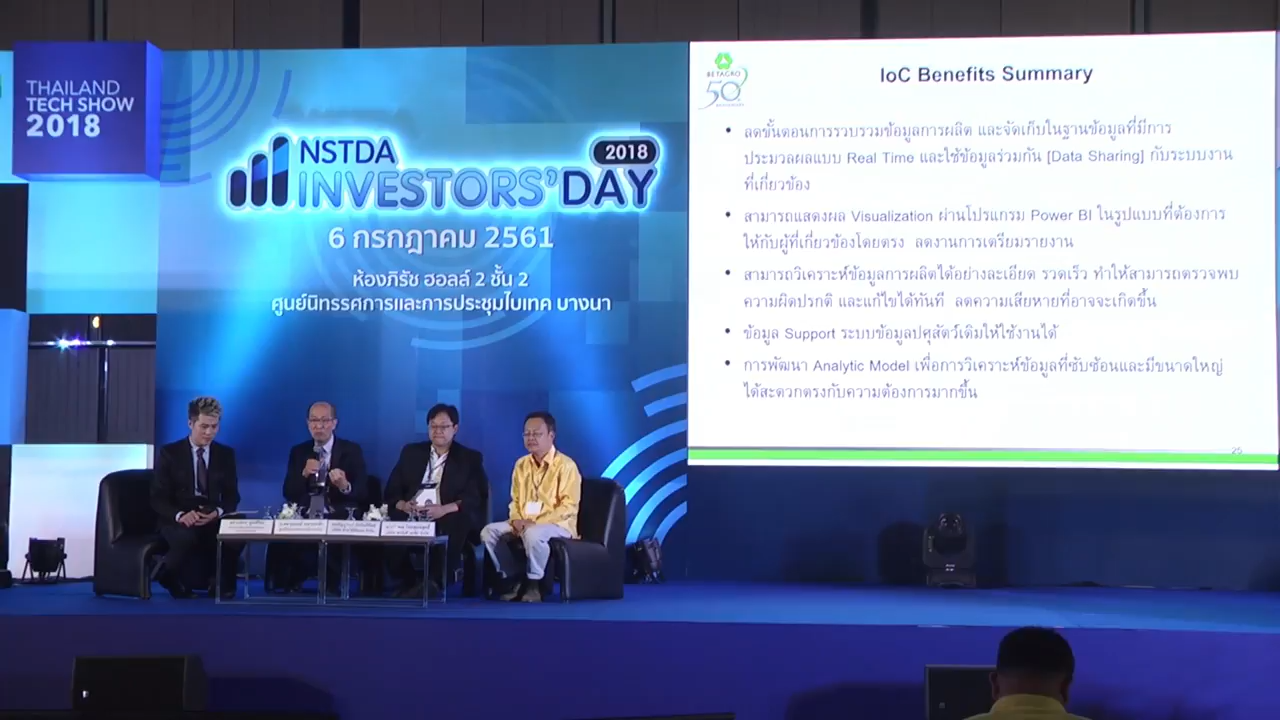 THAILAND
TECH SHOW
2018
NSTDA
2018
INVESTORS' DAY
6 กรกฎาคม 2561
ห้องภิรัช ฮอลล์ 2 ชั้น 2
ศูนย์นิทรรศการและการประชุมไบเทค บางนา
BETAGRO
50
IoC Benefits Summary
• ลดขั้นตอนการรวบรวมข้อมูลการผลิต และจัดเก็บในฐานข้อมูลที่มีการ
ประมวลผลแบบ Real Time และใช้ข้อมูลร่วมกัน [Data Sharing] กับระบบงาน
ที่เกี่ยวข้อง
• สามารถแสดงผล Visualization ผ่านโปรแกรม Power BI ในรูปแบบที่ต้องการ
ให้กับผู้ที่เกี่ยวข้องโดยตรง ลดงานการเตรียมรายงาน
• สามารถวิเคราะห์ข้อมูลการผลิตได้อย่างละเอียด รวดเร็ว ทำให้สามารถตรวจพบ
ความผิดปรกติ และแก้ไขได้ทันที ลดความเสียหายที่อาจจะเกิดขึ้น
• ข้อมูล Support ระบบข้อมูลปศุสัตว์เดิมให้ใช้งานได้
• การพัฒนา Analytic Model เพื่อการวิเคราะห์ข้อมูลที่ซับซ้อนและมีขนาดใหญ่
ได้สะดวกตรงกับความต้องการมากขึ้น
25